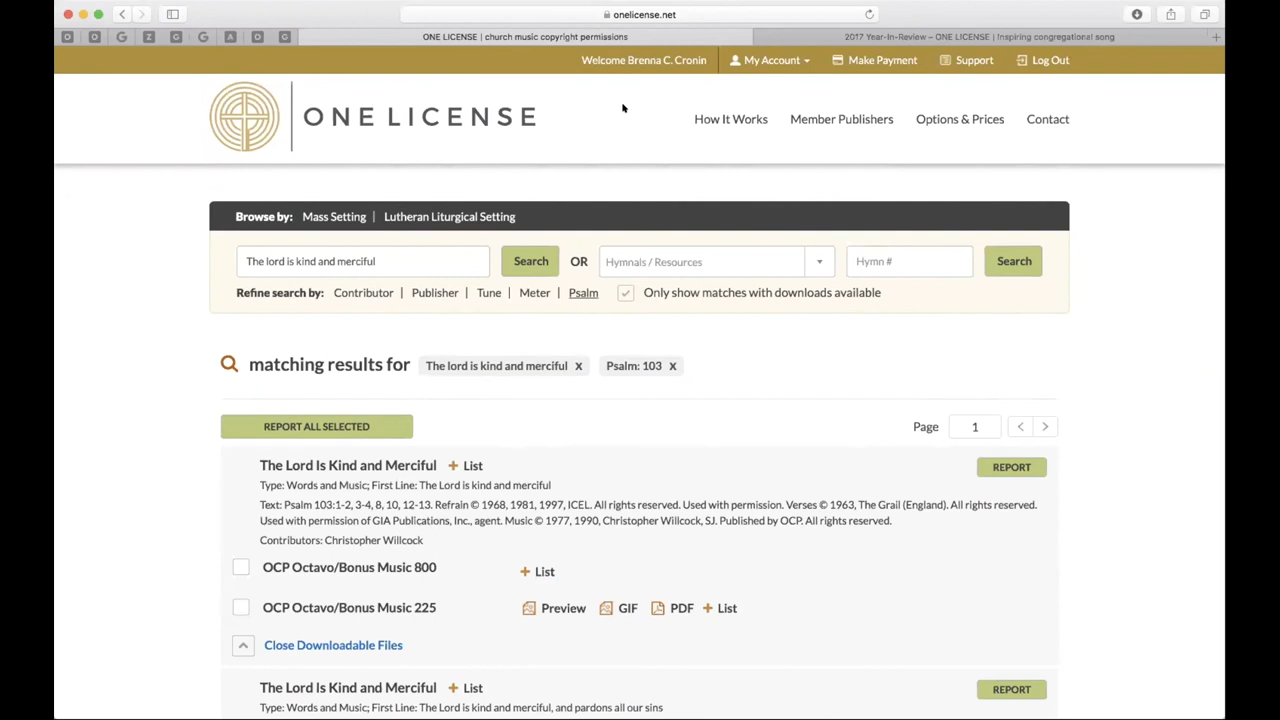 onelicense.net
ONE LICENSE | church music copyright permissions
2017 Year-In-Review – ONE LICENSE | Inspiring congregational song
Welcome Brenna C. Cronin
My Account
Make Payment
Support
Log Out
ONE LICENSE
How It Works
Member Publishers
Options & Prices
Contact
Browse by: Mass Setting | Lutheran Liturgical Setting
The lord is kind and merciful
Search
OR
Hymnals / Resources
Hymn #
Search
Refine search by: Contributor | Publisher | Tune | Meter | Psalm
Only show matches with downloads available
matching results for
The lord is kind and merciful x
Psalm: 103 x
REPORT ALL SELECTED
Page 1 < >
The Lord Is Kind and Merciful + List
REPORT
Type: Words and Music; First Line: The Lord is kind and merciful
Text: Psalm 103:1-2, 3-4, 8, 10, 12-13. Refrain © 1968, 1981, 1997, ICEL. All rights reserved. Used with permission. Verses © 1963, The Grail (England). All rights reserved.
Used with permission of GIA Publications, Inc., agent. Music © 1977, 1990, Christopher Willcock, SJ. Published by OCP. All rights reserved.
Contributors: Christopher Willcock
OCP Octavo/Bonus Music 800 + List
OCP Octavo/Bonus Music 225 Preview GIF PDF + List
Close Downloadable Files
The Lord Is Kind and Merciful + List
REPORT
Type: Words and Music; First Line: The Lord is kind and merciful, and pardons all our sins